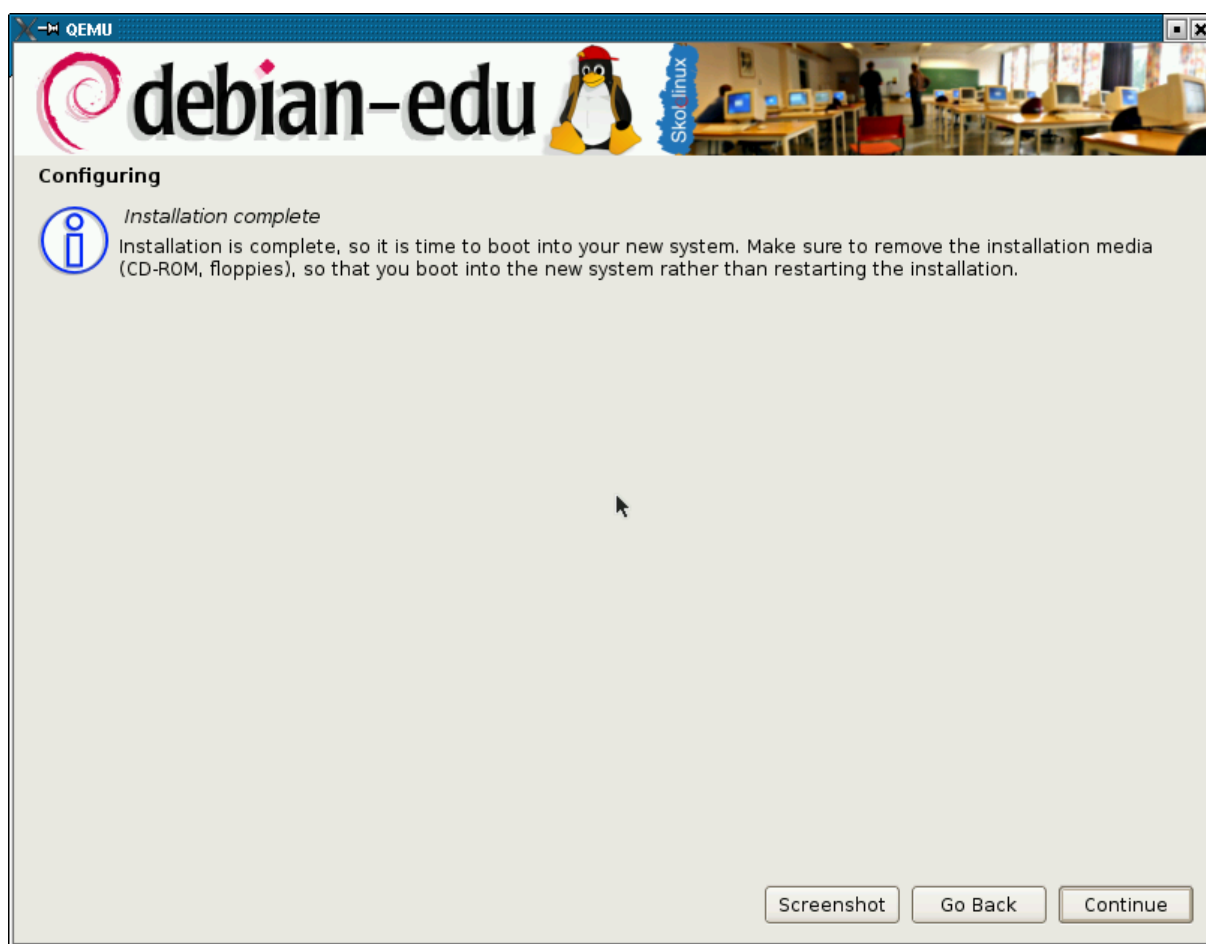 QEMU
debian-edu
Skolelinux
Configuring
Installation complete
Installation is complete, so it is time to boot into your new system. Make sure to remove the installation media
(CD-ROM, floppies), so that you boot into the new system rather than restarting the installation.
Screenshot
Go Back
Continue